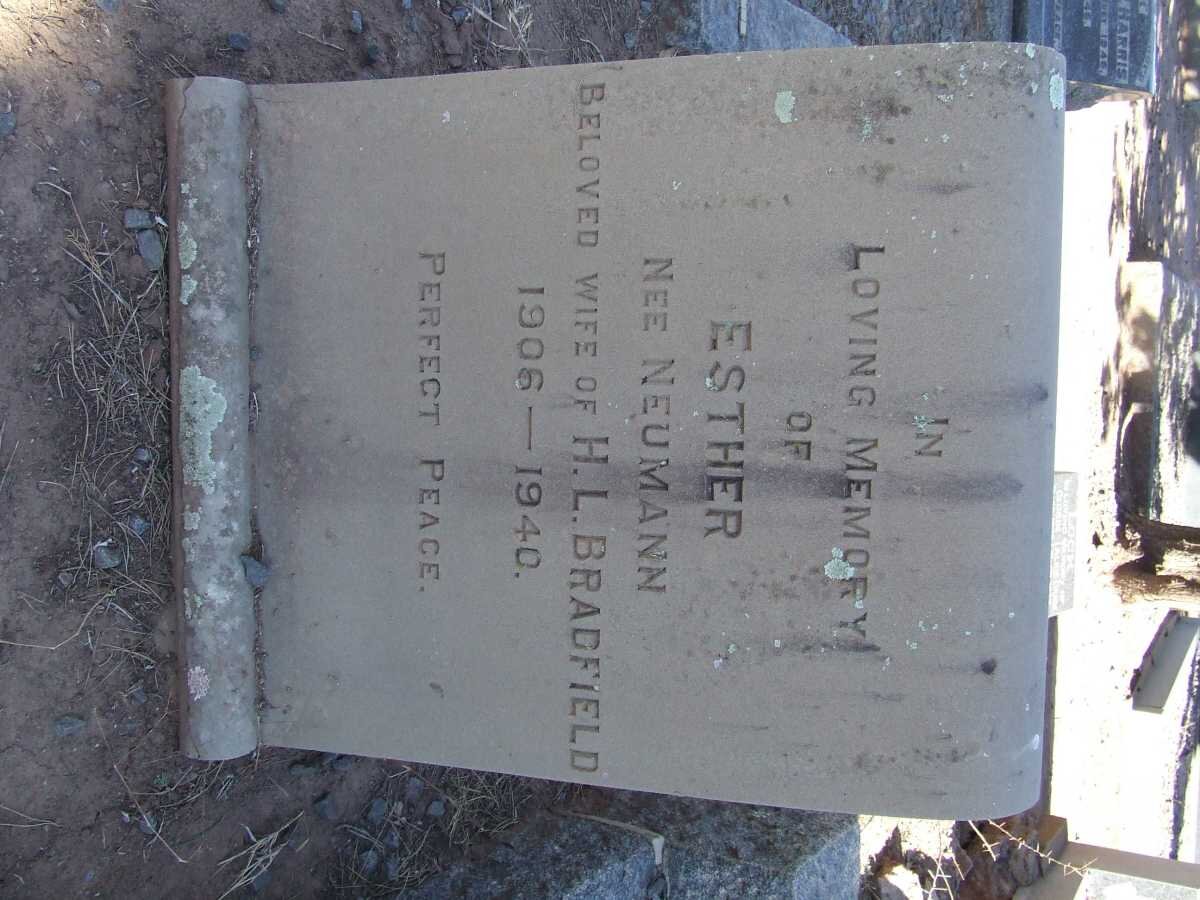 IN
LOVING MEMORY
OF
ESTHER
NEE NEUMANN
BELOVED WIFE OF H. L. BRADFIELD
1906 — 1940.
PERFECT PEACE.